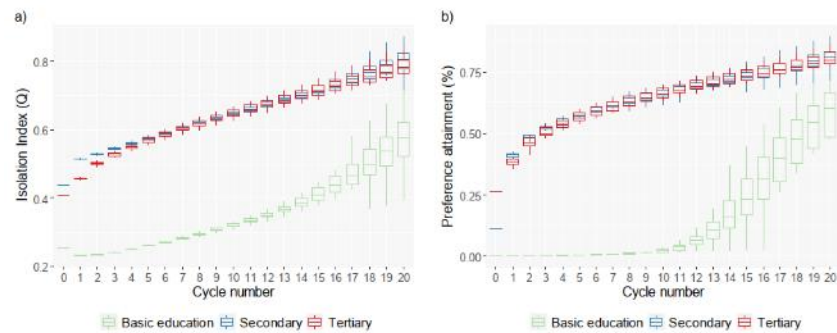 a)
Isolation Index (Q)
0.8
0.6
0.4
0.2
0 1 2 3 4 5 6 7 8 9 10 11 12 13 14 15 16 17 18 19 20
Cycle number
Basic education Secondary Tertiary
b)
Preference attainment (%)
0.75
0.50
0.25
0.00
0 1 2 3 4 5 6 7 8 9 10 11 12 13 14 15 16 17 18 19 20
Cycle number
Basic education Secondary Tertiary